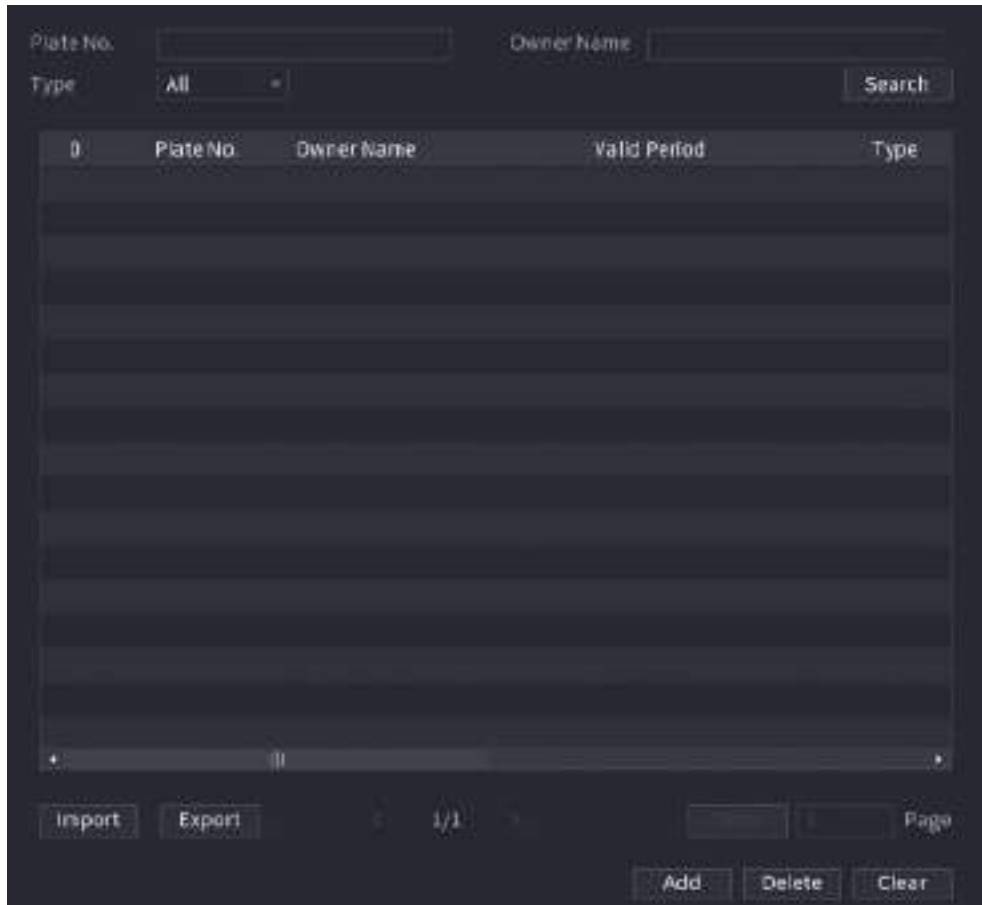 Plate No. Owner Name
Type All Search
0 Plate No. Owner Name Valid Period Type
Import Export 1/1 Page
Add Delete Clear